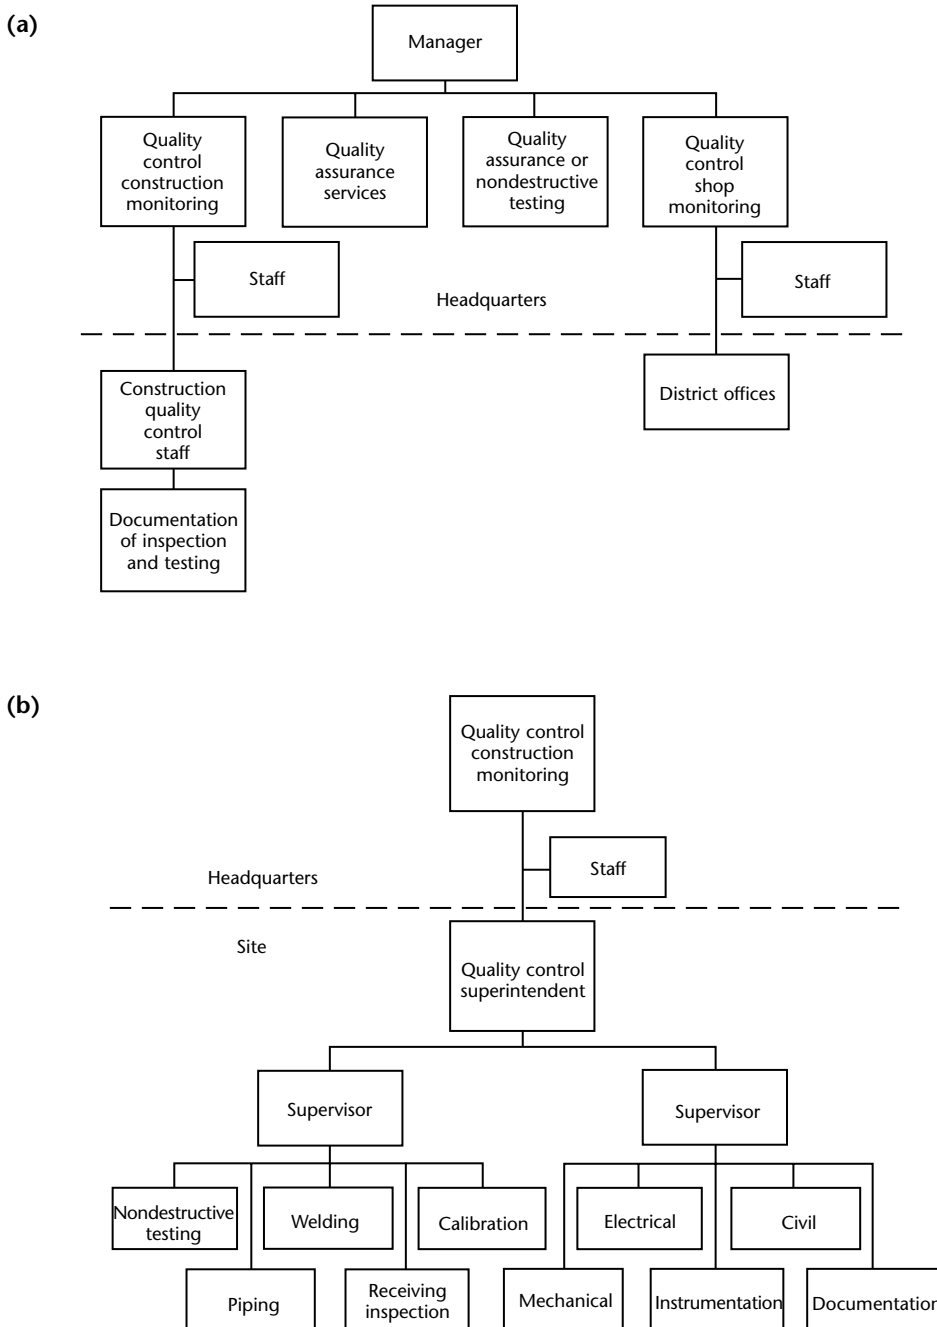 (a)
Manager
Quality
control
construction
monitoring
Quality
assurance
services
Quality
assurance or
nondestructive
testing
Quality
control
shop
monitoring
Staff
Headquarters
Staff
Construction
quality
control
staff
District offices
Documentation
of inspection
and testing
(b)
Quality control
construction
monitoring
Staff
Headquarters
Site
Quality control
superintendent
Supervisor
Supervisor
Nondestructive
testing
Welding
Calibration
Electrical
Civil
Piping
Receiving
inspection
Mechanical
Instrumentation
Documentation